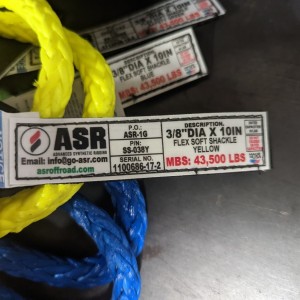 3/8"DIA X 10IN
FLEX SOFT SHACKLE
BLUE
43,500 LBS
ASR
ADVANCED SYNTHETIC RIGGING
Email: info@go-asr.com
asroffroad.com
P.O.
ASR-1G
P/N:
SS-038Y
SERIAL NO.
1100686-17-2
DESCRIPTION.
3/8"DIA X 10IN
FLEX SOFT SHACKLE
YELLOW
MBS: 43,500 LBS